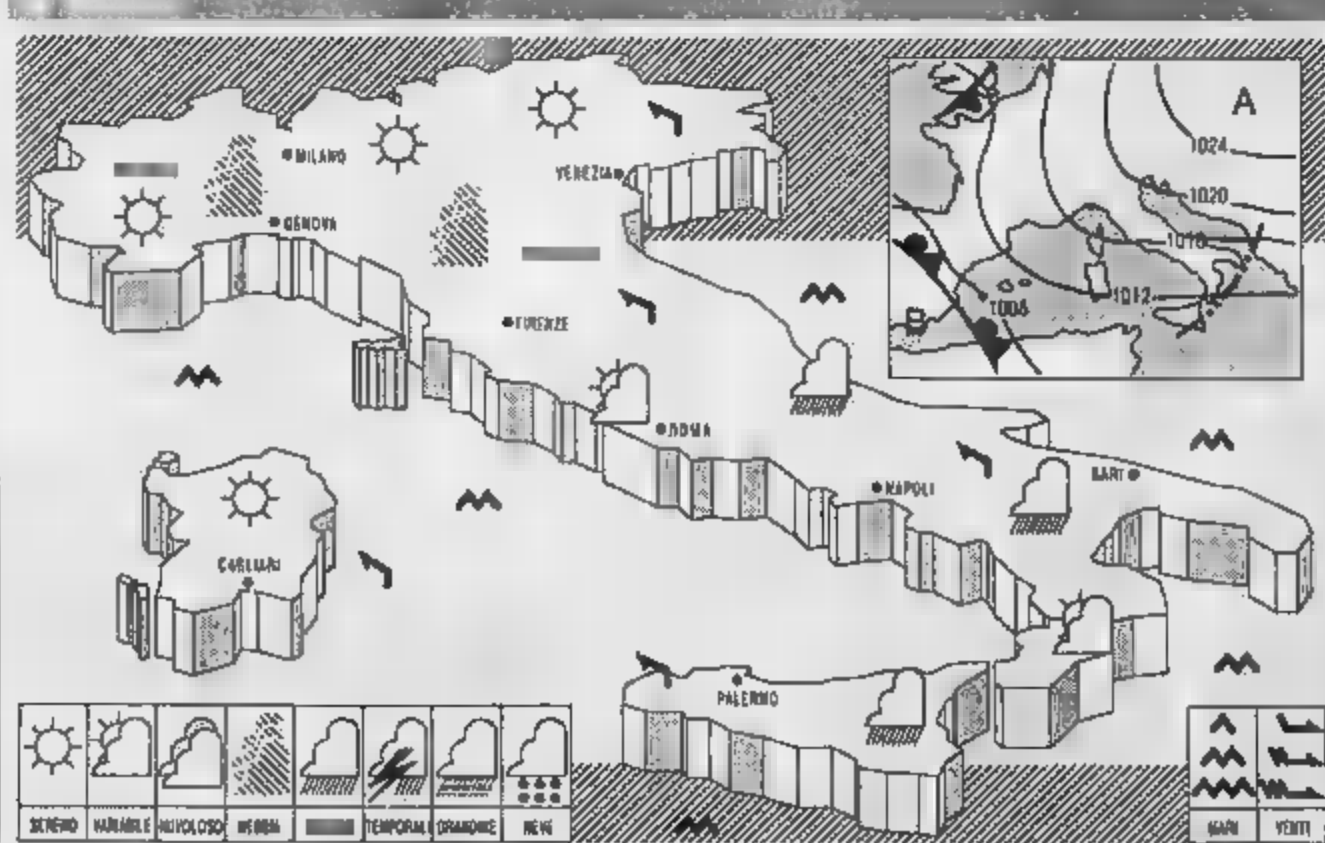 MILANO
VENEZIA
GENOVA
FIRENZE
ROMA
NAPOLI
BARI
CAGLIARI
PALERMO
A
1024
1020
1016
1012
1008
B
SERENO VARIABILE NUVOLOSO NEBBIA TEMPORALI GRANDINE NEVE
MARI VENTI